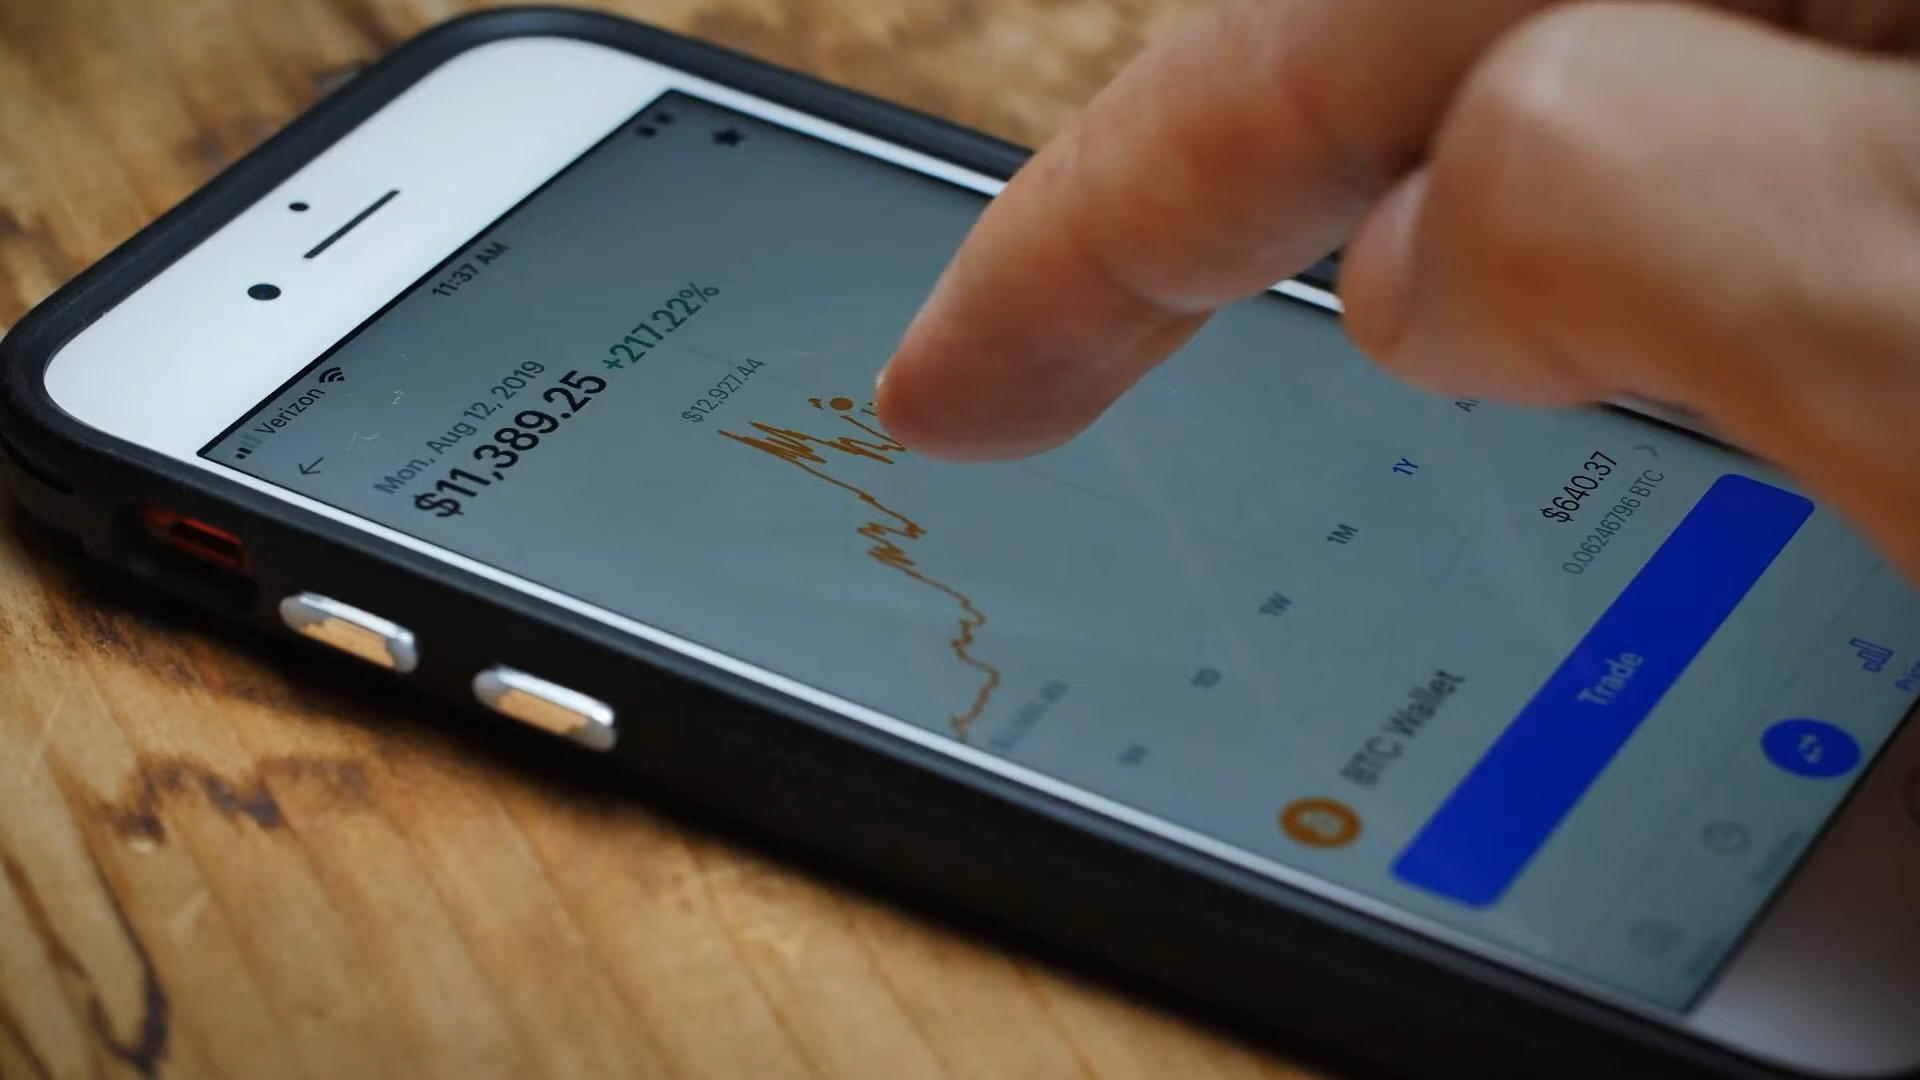 Verizon
11:37 AM
Mon, Aug 12, 2019
$11,389.25 +217.22%
$12,927.44
1D
1W
1M
1Y
BTC Wallet
$640.37
0.06246796 BTC
Trade